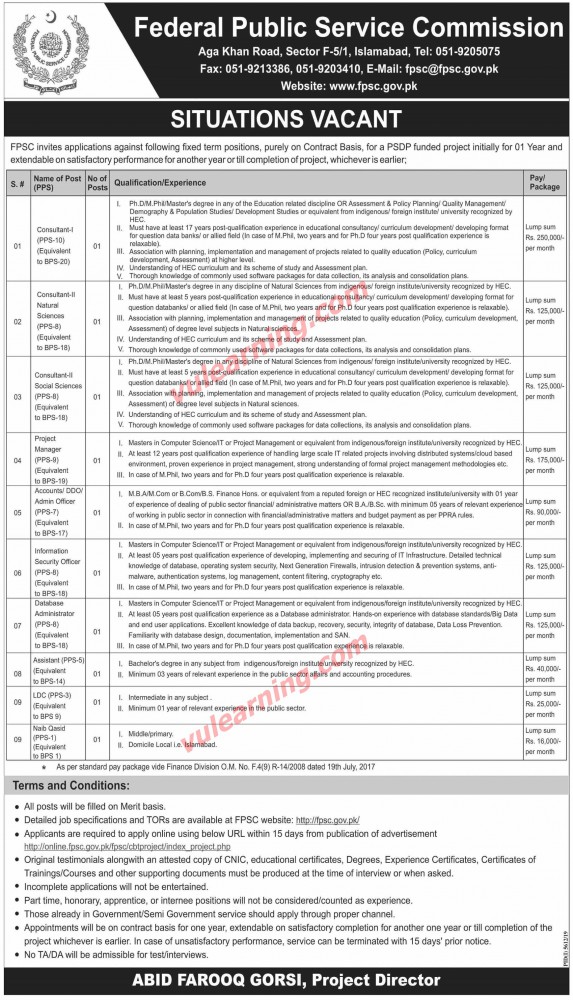 FEDERAL PUBLIC SERVICE COMMISSION
Federal Public Service Commission
Aga Khan Road, Sector F-5/1, Islamabad, Tel: 051-9205075
Fax: 051-9213386, 051-9203410, E-Mail: fpsc@fpsc.gov.pk
Website: www.fpsc.gov.pk
SITUATIONS VACANT
FPSC invites applications against following fixed term positions, purely on Contract Basis, for a PSDP funded project initially for 01 Year and
extendable on satisfactory performance for another year or till completion of project, whichever is earlier;
S. # Name of Post (PPS) No of Posts Qualification/Experience Pay/ Package
01 Consultant-I (PPS-10) (Equivalent to BPS-20) 01
I. Ph.D/M.Phil/Master's degree in any of the Education related discipline OR Assessment & Policy Planning/ Quality Management/
Demography & Population Studies/ Development Studies or equivalent from indigenous/ foreign institute/ university recognized by
HEC.
II. Must have at least 17 years post-qualification experience in educational consultancy/ curriculum development/ developing format
for question data banks/ or allied field (In case of M.Phil, two years and for Ph.D four years post qualification experience is
relaxable).
III. Association with planning, implementation and management of projects related to quality education (Policy, curriculum
development, Assessment) at higher level.
IV. Understanding of HEC curriculum and its scheme of study and Assessment plan.
V. Thorough knowledge of commonly used software packages for data collections, its analysis and consolidation plans.
Lump sum Rs. 250,000/- per month
02 Consultant-II Natural Sciences (PPS-8) (Equivalent to BPS-18) 01
I. Ph.D/M.Phil/Master's degree in any discipline of Natural Sciences from indigenous/ foreign institute/university recognized by HEC.
II. Must have at least 5 years post-qualification experience in educational consultancy/ curriculum development/ developing format for
question databanks/ or allied field (In case of M.Phil, two years and for Ph.D four years post qualification experience is relaxable).
III. Association with planning, implementation and management of projects related to quality education (Policy, curriculum development,
Assessment) of degree level subjects in Natural sciences.
IV. Understanding of HEC curriculum and its scheme of study and Assessment plan.
V. Thorough knowledge of commonly used software packages for data collections, its analysis and consolidation plans.
Lump sum Rs. 125,000/- per month
03 Consultant-II Social Sciences (PPS-8) (Equivalent to BPS-18) 01
I. Ph.D/M.Phil/Master's degree in any discipline of Natural Sciences from indigenous/ foreign institute/university recognized by HEC.
II. Must have at least 5 years post-qualification experience in educational consultancy/ curriculum development/ developing format for
question databanks/ or allied field (In case of M.Phil, two years and for Ph.D four years post qualification experience is relaxable).
III. Association with planning, implementation and management of projects related to quality education (Policy, curriculum development,
Assessment) of degree level subjects in Natural sciences.
IV. Understanding of HEC curriculum and its scheme of study and Assessment plan.
V. Thorough knowledge of commonly used software packages for data collections, its analysis and consolidation plans.
Lump sum Rs. 125,000/- per month
04 Project Manager (PPS-9) (Equivalent to BPS-19) 01
I. Masters in Computer Science/IT or Project Management or equivalent from indigenous/foreign institute/university recognized by HEC.
II. At least 12 years post qualification experience of handling large scale IT related projects involving distributed systems/cloud based
environment, proven experience in project management, strong understanding of formal project management methodologies etc.
III. In case of M.Phil, two years and for Ph.D four years post qualification experience is relaxable.
Lump sum Rs. 175,000/- per month
05 Accounts/ DDO/ Admin Officer (PPS-7) (Equivalent to BPS-17) 01
I. M.B.A/M.Com or B.Com/B.S. Finance Hons. or equivalent from a reputed foreign or HEC recognized institute/university with 01 year
of experience of dealing of public sector financial/ administrative matters OR B.A./B.Sc. with minimum 05 years of relevant experience
of working in public sector in connection with financial/administrative matters and budget payment as per PPRA rules.
II. In case of M.Phil, two years and for Ph.D four years post qualification experience is relaxable.
Lump sum Rs. 90,000/- per month
06 Information Security Officer (PPS-8) (Equivalent to BPS-18) 01
I. Masters in Computer Science/IT or Project Management or equivalent from indigenous/foreign institute/university recognized by HEC.
II. At least 05 years post qualification experience of developing, implementing and securing of IT Infrastructure. Detailed technical
knowledge of database, operating system security, Next Generation Firewalls, intrusion detection & prevention systems, anti-
malware, authentication systems, log management, content filtering, cryptography etc.
III. In case of M.Phil, two years and for Ph.D four years post qualification experience is relaxable.
Lump sum Rs. 125,000/- per month
07 Database Administrator (PPS-8) (Equivalent to BPS-18) 01
I. Masters in Computer Science/IT or Project Management or equivalent from indigenous/foreign institute/university recognized by HEC.
II. At least 05 years post qualification experience as a Database administrator. Hands-on experience with database standards/Big Data
and end user applications. Excellent knowledge of data backup, recovery, security, integrity of database, Data Loss Prevention.
Familiarity with database design, documentation, implementation and SAN.
III. In case of M.Phil, two years and for Ph.D four years post qualification experience is relaxable.
Lump sum Rs. 125,000/- per month
08 Assistant (PPS-5) (Equivalent to BPS-14) 01
I. Bachelor's degree in any subject from indigenous/foreign institute/university recognized by HEC.
II. Minimum 03 years of relevant experience in the public sector affairs and accounting procedures.
Lump sum Rs. 40,000/- per month
09 LDC (PPS-3) (Equivalent to BPS 9) 01
I. Intermediate in any subject .
II. Minimum 01 year of relevant experience in the public sector.
Lump sum Rs. 25,000/- per month
09 Naib Qasid (PPS-1) (Equivalent to BPS 1) 01
I. Middle/primary.
II. Domicile Local i.e. Islamabad.
Lump sum Rs. 16,000/- per month
★ As per standard pay package vide Finance Division O.M. No. F.4(9) R-14/2008 dated 19th July, 2017
vulearning.com
vulearning.com
Terms and Conditions:
● All posts will be filled on Merit basis.
● Detailed job specifications and TORs are available at FPSC website: http://fpsc.gov.pk/
● Applicants are required to apply online using below URL within 15 days from publication of advertisement
http://online.fpsc.gov.pk/fpsc/cbtproject/index_project.php
● Original testimonials alongwith an attested copy of CNIC, educational certificates, Degrees, Experience Certificates, Certificates of
Trainings/Courses and other supporting documents must be produced at the time of interview or when asked.
● Incomplete applications will not be entertained.
● Part time, honorary, apprentice, or internee positions will not be considered/counted as experience.
● Those already in Government/Semi Government service should apply through proper channel.
● Appointments will be on contract basis for one year, extendable on satisfactory completion for another one year or till completion of the
project whichever is earlier. In case of unsatisfactory performance, service can be terminated with 15 days' prior notice.
● No TA/DA will be admissible for test/interviews.
PID(I) 5612/19
ABID FAROOQ GORSI, Project Director